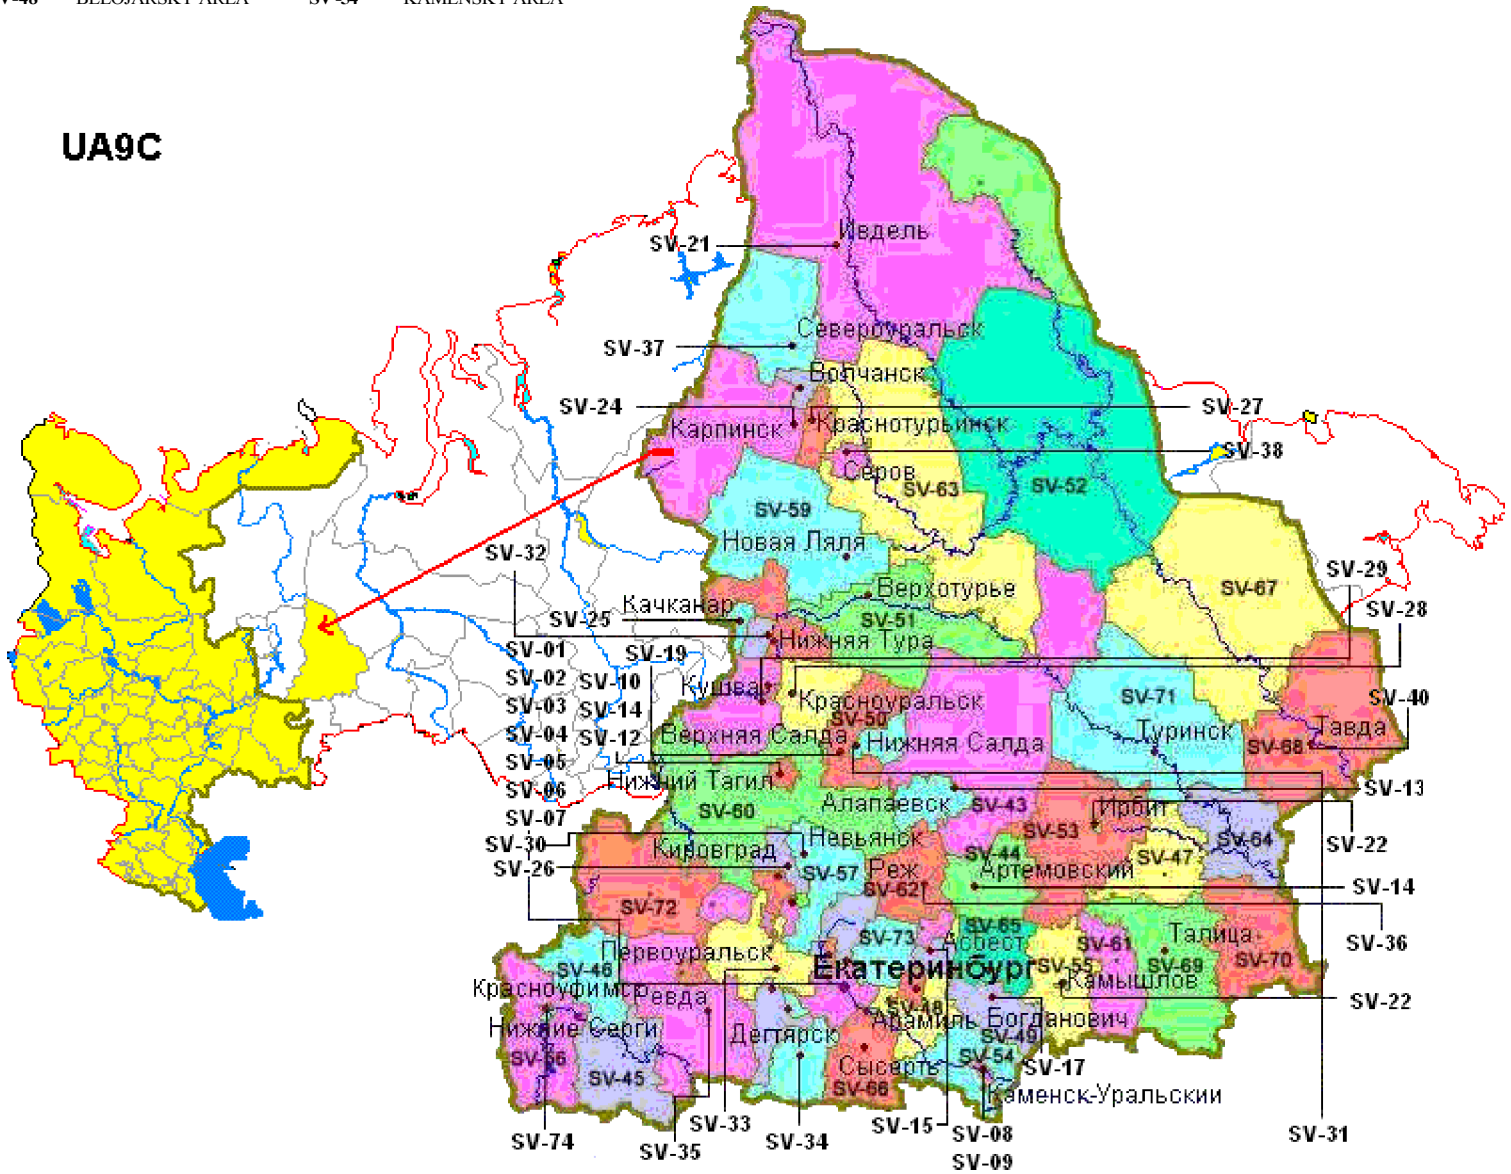 SV-48 BELOJARSKY AREA SV-54 KAMENSKY AREA
UA9C
Ивдель
SV-21
Североуральск
SV-37
Волчанск
SV-24
SV-27
Краснотурьинск
Карпинск
SV-38
Серов
SV-63
SV-52
SV-59
Новая Ляля
SV-32
SV-29
SV-67
Верхотурье
Качканар
SV-28
SV-25
SV-51
Нижняя Тура
SV-01
SV-19
SV-02
SV-10
Кушва
Красноуральск
SV-71
SV-40
SV-03
SV-14
SV-50
SV-04
SV-12
Верхняя Салда
Нижняя Салда
Туринск
SV-68
Тавда
SV-05
Нижний Тагил
SV-06
SV-13
SV-07
SV-60
Алапаевск
SV-43
Ирбит
SV-53
SV-64
SV-30
Невьянск
SV-22
Кировград
SV-44
SV-47
SV-26
SV-57
Реж
SV-62
Артемовский
SV-14
SV-72
SV-65
SV-73
Асбест
SV-61
Талица
SV-36
Первоуральск
SV-46
Екатеринбург
SV-55
SV-69
SV-70
Камышлов
Красноуфимск
Ревда
SV-22
SV-48
Арамиль
Богданович
Нижние Серги
Дегтярск
SV-49
SV-56
SV-54
SV-45
Сысерть
SV-17
SV-66
Каменск-Уральский
SV-33
SV-15
SV-08
SV-31
SV-74
SV-35
SV-34
SV-09